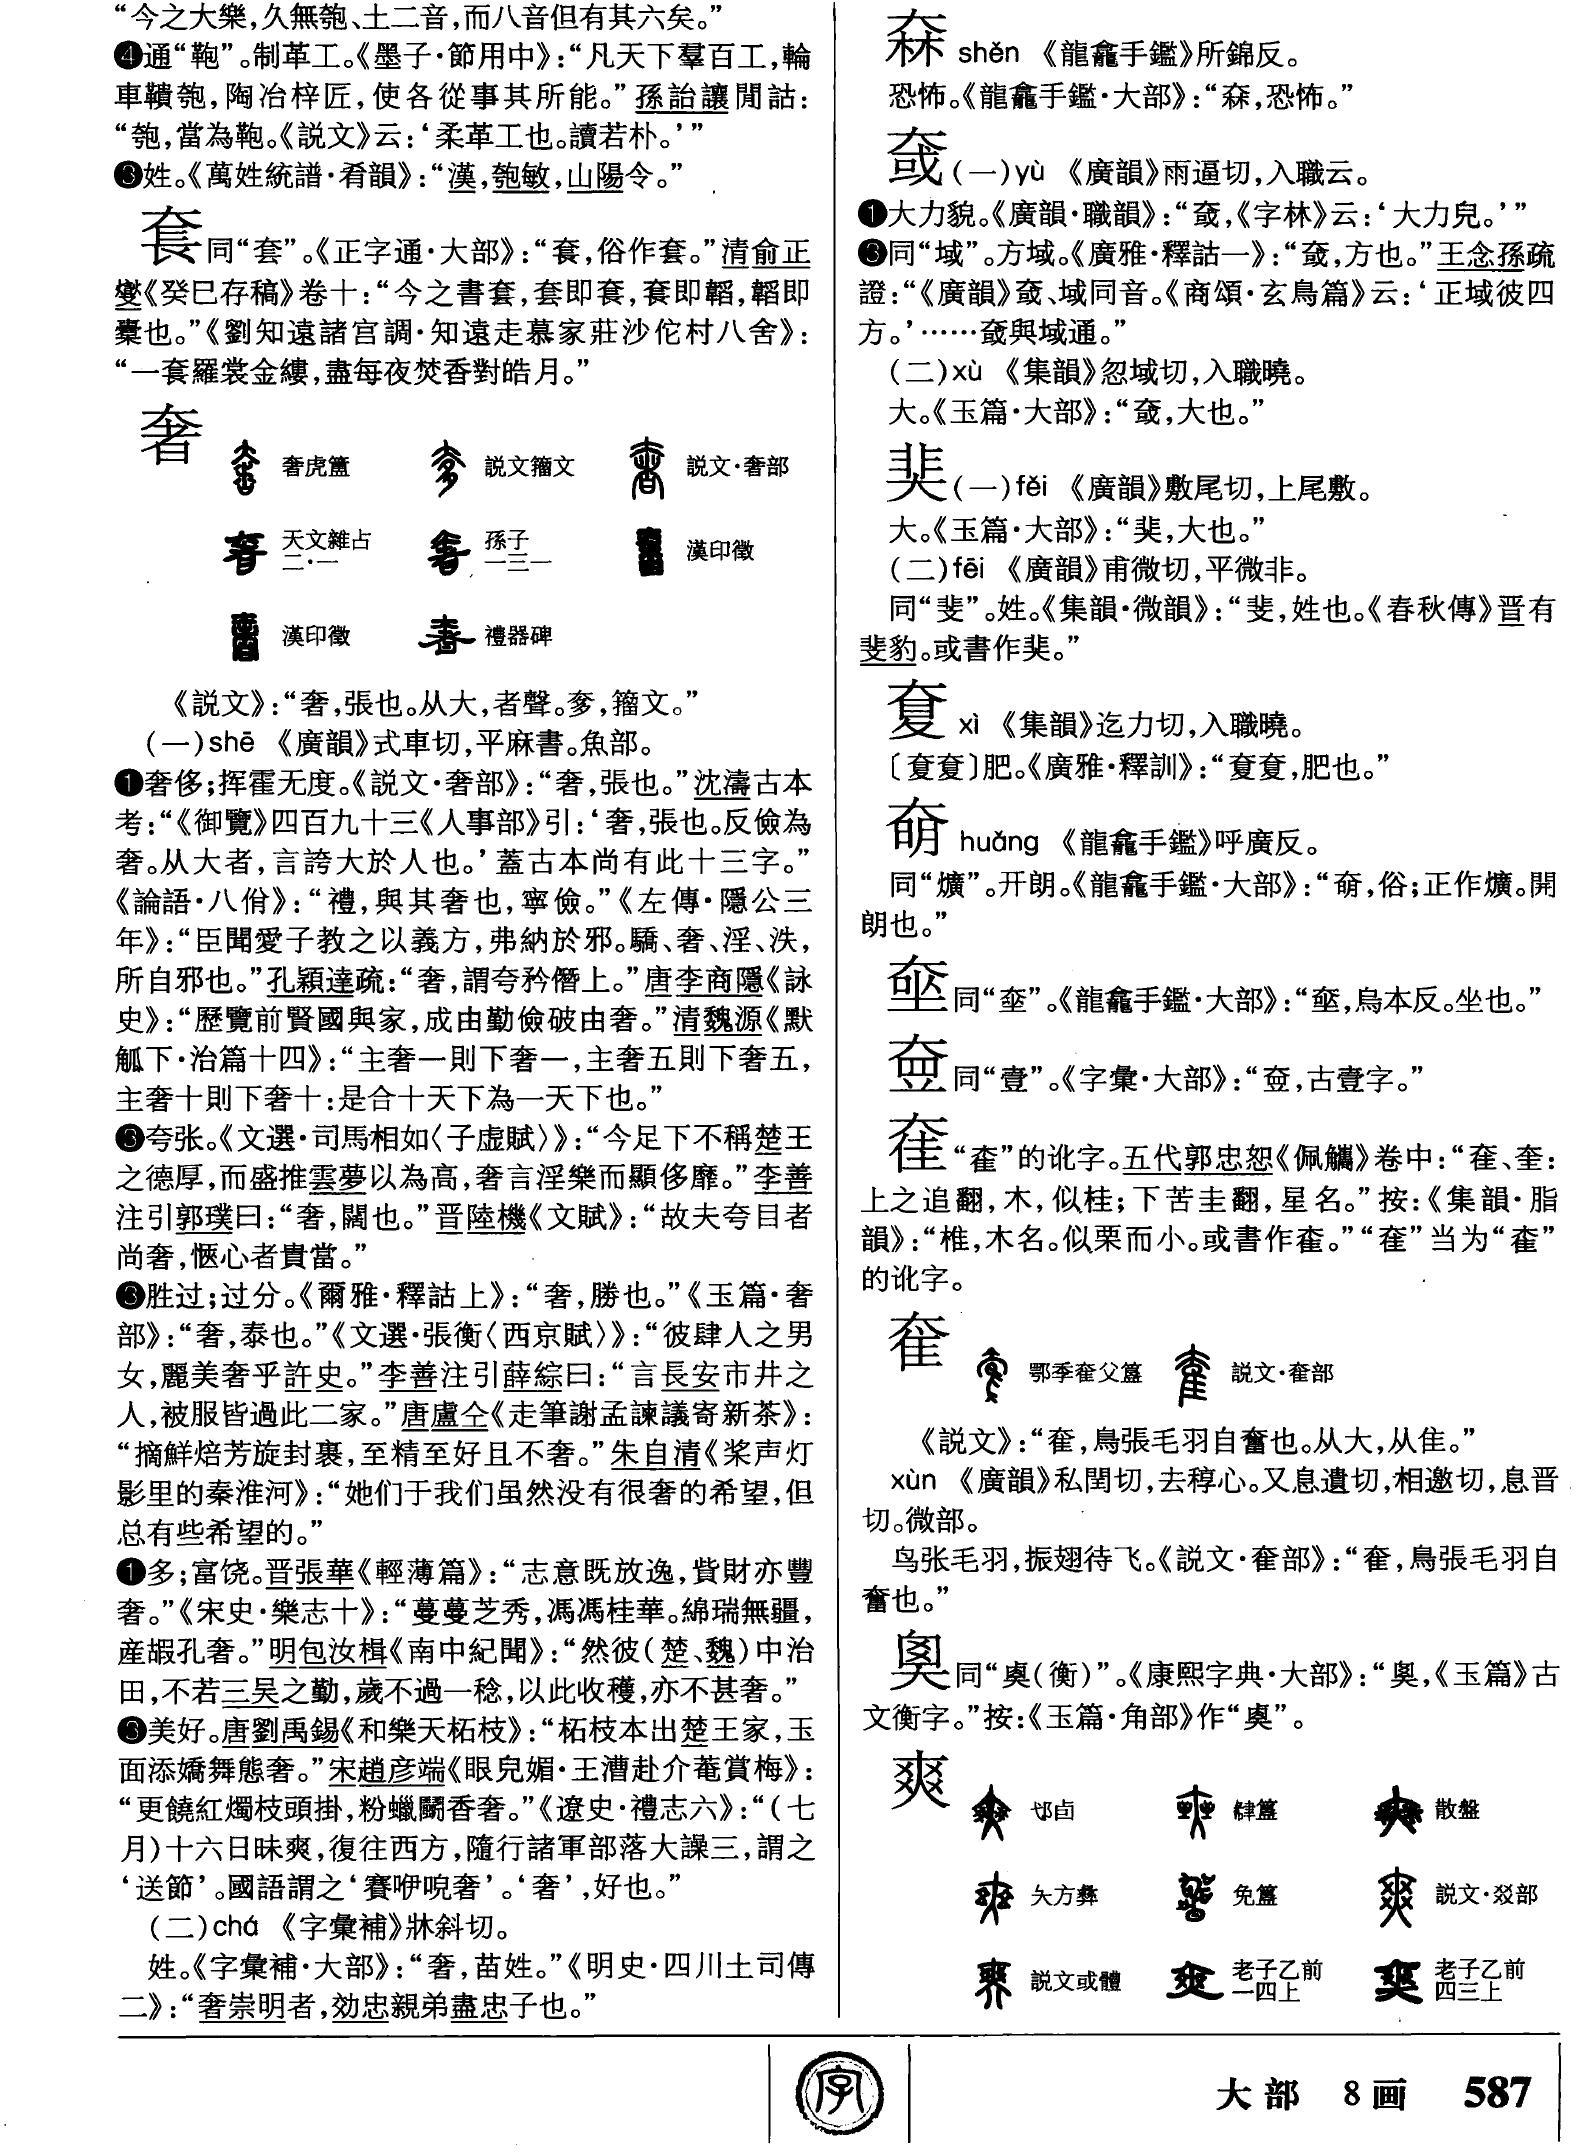 “今之大樂，久無匏、土二音，而八音但有其六矣。”
❹通“鞄”。制革工。《墨子·節用中》：“凡天下羣百工，輪
車鞼匏，陶冶梓匠，使各從事其所能。”孫詒讓閒詁：
“匏，當為鞄。《説文》云：‘柔革工也。讀若朴。’”
❺姓。《萬姓統譜·肴韻》：“漢，匏敏，山陽令。”
套同“套”。《正字通·大部》：“套，俗作套。”清俞正
燮《癸巳存稿》卷十：“今之書套，套即套，套即韜，韜即
橐也。”《劉知遠諸宫調·知遠走慕家莊沙佗村八舍》：
“一套羅裳金縷，盡每夜焚香對皓月。”
奢
奢虎簠 説文籀文 説文·奢部
天文雜占二·一 孫子一三一 漢印徵
漢印徵 禮器碑
《説文》：“奢，張也。从大，者聲。奓，籀文。”
（一）shē 《廣韻》式車切，平麻書。魚部。
❶奢侈；挥霍无度。《説文·奢部》：“奢，張也。”沈濤古本
考：“《御覽》四百九十三《人事部》引：‘奢，張也。反儉為
奢。从大者，言誇大於人也。’蓋古本尚有此十三字。”
《論語·八佾》：“禮，與其奢也，寧儉。”《左傳·隱公三
年》：“臣聞愛子教之以義方，弗納於邪。驕、奢、淫、泆，
所自邪也。”孔穎達疏：“奢，謂夸矜僭上。”唐李商隱《詠
史》：“歷覽前賢國與家，成由勤儉破由奢。”清魏源《默
觚下·治篇十四》：“主奢一則下奢一，主奢五則下奢五，
主奢十則下奢十：是合十天下為一天下也。”
❷夸张。《文選·司馬相如〈子虚賦〉》：“今足下不稱楚王
之德厚，而盛推雲夢以為高，奢言淫樂而顯侈靡。”李善
注引郭璞曰：“奢，闊也。”晋陸機《文賦》：“故夫夸目者
尚奢，愜心者貴當。”
❸胜过；过分。《爾雅·釋詁上》：“奢，勝也。”《玉篇·奢
部》：“奢，泰也。”《文選·張衡〈西京賦〉》：“彼肆人之男
女，麗美奢乎許史。”李善注引薛綜曰：“言長安市井之
人，被服皆過此二家。”唐盧仝《走筆謝孟諫議寄新茶》：
“摘鮮焙芳旋封裹，至精至好且不奢。”朱自清《桨声灯
影里的秦淮河》：“她们于我们虽然没有很奢的希望，但
总有些希望的。”
❹多；富饶。晋張華《輕薄篇》：“志意既放逸，貲財亦豐
奢。”《宋史·樂志十》：“蔓蔓芝秀，馮馮桂華。綿瑞無疆，
産嘏孔奢。”明包汝楫《南中紀聞》：“然彼（楚、魏）中治
田，不若三吴之勤，歲不過一稔，以此收穫，亦不甚奢。”
❺美好。唐劉禹錫《和樂天柘枝》：“柘枝本出楚王家，玉
面添嬌舞態奢。”宋趙彦端《眼兒媚·王漕赴介菴賞梅》：
“更饒紅燭枝頭掛，粉蠟鬭香奢。”《遼史·禮志六》：“（七
月）十六日昧爽，復往西方，隨行諸軍部落大譟三，謂之
‘送節’。國語謂之‘賽咿唲奢’。‘奢’，好也。”
（二）chá 《字彙補》牀斜切。
姓。《字彙補·大部》：“奢，苗姓。”《明史·四川土司傳
二》：“奢崇明者，効忠親弟盡忠子也。”
shěn 《龍龕手鑑》所錦反。
恐怖。《龍龕手鑑·大部》：“，恐怖。”
（一）yù 《廣韻》雨逼切，入職云。
❶大力貌。《廣韻·職韻》：“，《字林》云：‘大力皃。’”
❷同“域”。方域。《廣雅·釋詁一》：“，方也。”王念孫疏
證：“《廣韻》、域同音。《商頌·玄鳥篇》云：‘正域彼四
方。’……與域通。”
（二）xù 《集韻》忽域切，入職曉。
大。《玉篇·大部》：“，大也。”
奜（一）fěi 《廣韻》敷尾切，上尾敷。
大。《玉篇·大部》：“奜，大也。”
（二）fēi 《廣韻》甫微切，平微非。
同“斐”。姓。《集韻·微韻》：“斐，姓也。《春秋傳》晋有
斐豹。或書作奜。”
xì 《集韻》迄力切，入職曉。
〔〕肥。《廣雅·釋訓》：“，肥也。”
huǎng 《龍龕手鑑》呼廣反。
同“爌”。开朗。《龍龕手鑑·大部》：“，俗；正作爌。開
朗也。”
同“”。《龍龕手鑑·大部》：“，烏本反。坐也。”
同“壹”。《字彙·大部》：“，古壹字。”
“”的讹字。五代郭忠恕《佩觿》卷中：“奞、奎：
上之追翻，木，似桂；下苦圭翻，星名。”按：《集韻·脂
韻》：“椎，木名。似栗而小。或書作。”“奞”当为“”
的讹字。
奞
鄂季奞父簋 説文·奞部
《説文》：“奞，鳥張毛羽自奮也。从大，从隹。”
xùn 《廣韻》私閏切，去稕心。又息遺切，相邀切，息晋
切。微部。
鸟张毛羽，振翅待飞。《説文·奞部》：“奞，鳥張毛羽自
奮也。”
同“（衡）”。《康熙字典·大部》：“，《玉篇》古
文衡字。”按：《玉篇·角部》作“”。
爽
邙卣 肂簋 散盤
矢方彝 免簋 説文·㸚部
説文或體 老子乙前一四上 老子乙前四三上
字
大部 8画 587